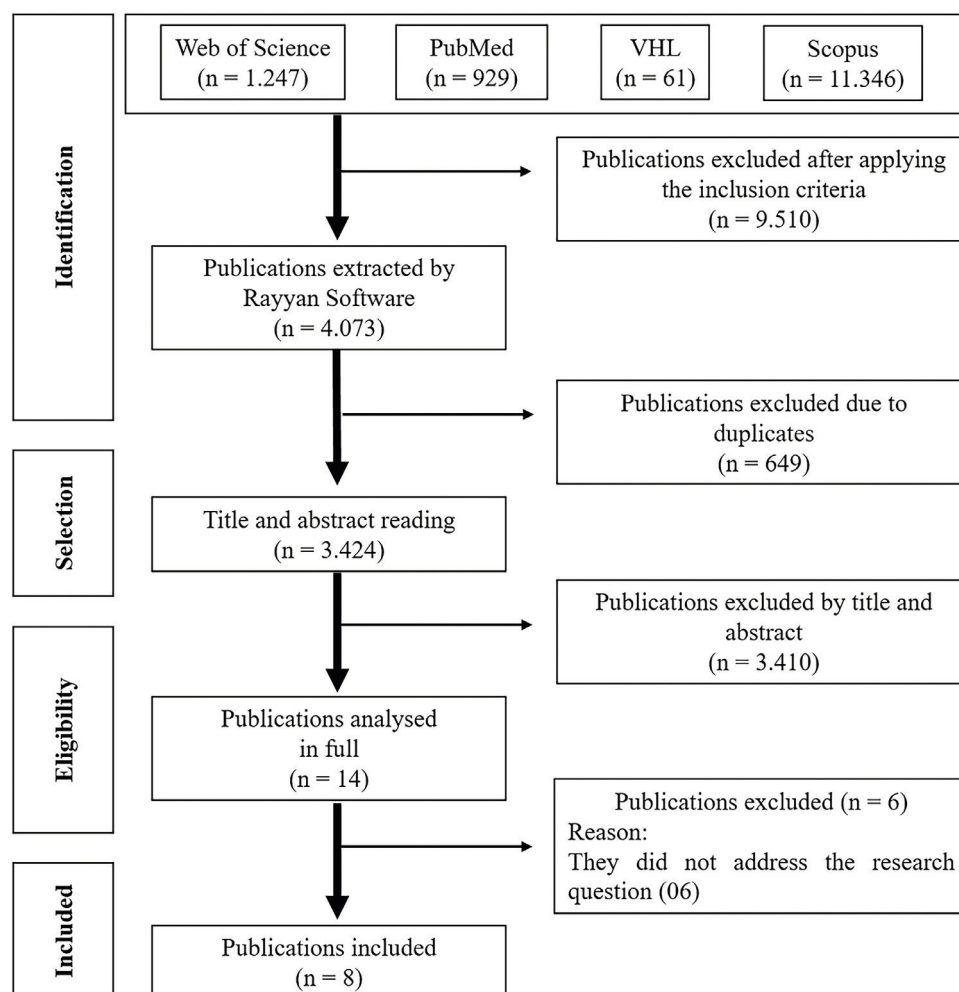 Identification
Web of Science
(n = 1.247)
PubMed
(n = 929)
VHL
(n = 61)
Scopus
(n = 11.346)
Publications excluded after applying
the inclusion criteria
(n = 9.510)
Publications extracted by
Rayyan Software
(n = 4.073)
Publications excluded due to
duplicates
(n = 649)
Selection
Title and abstract reading
(n = 3.424)
Publications excluded by title and
abstract
(n = 3.410)
Eligibility
Publications analysed
in full
(n = 14)
Publications excluded (n = 6)
Reason:
They did not address the research
question (06)
Included
Publications included
(n = 8)